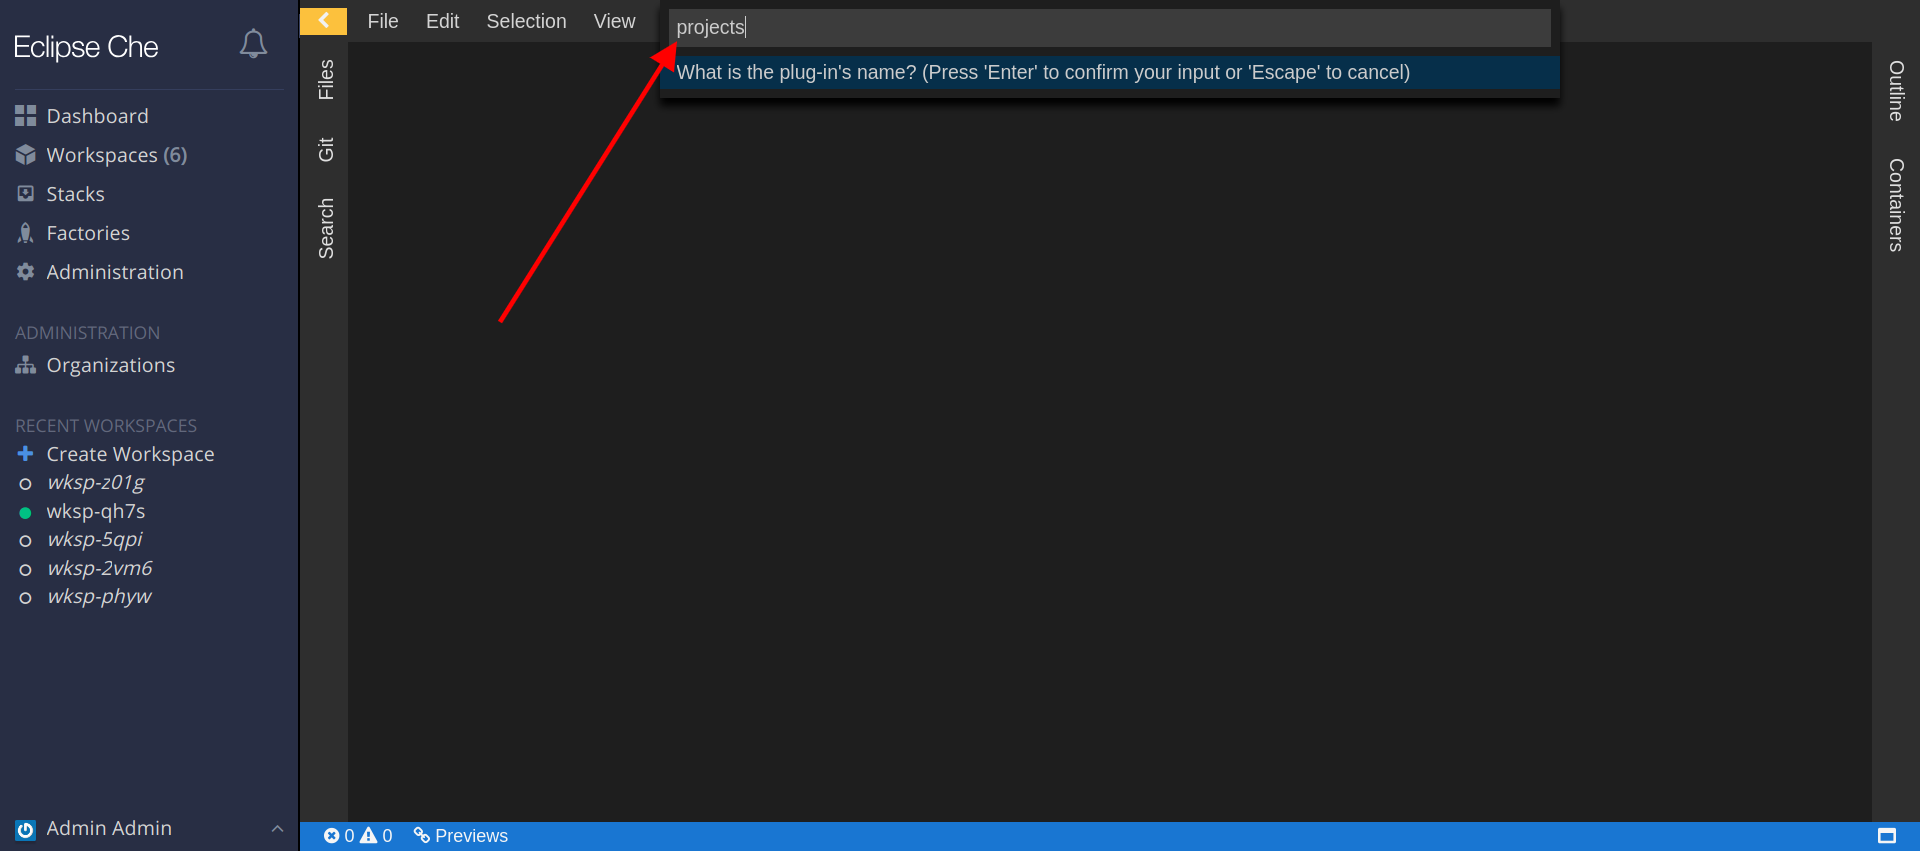 Eclipse Che
Dashboard
Workspaces (6)
Stacks
Factories
Administration
ADMINISTRATION
Organizations
RECENT WORKSPACES
Create Workspace
wksp-z01g
wksp-qh7s
wksp-5qpi
wksp-2vm6
wksp-phyw
Admin Admin
File Edit Selection View
projects
What is the plug-in's name? (Press 'Enter' to confirm your input or 'Escape' to cancel)
Files
Git
Search
Outline
Containers
0 0 Previews